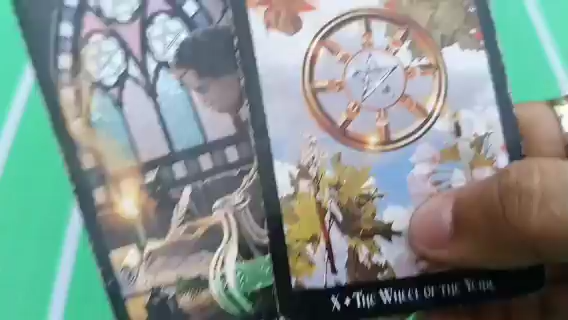 X ♦ THE WHEEL OF THE YEAR